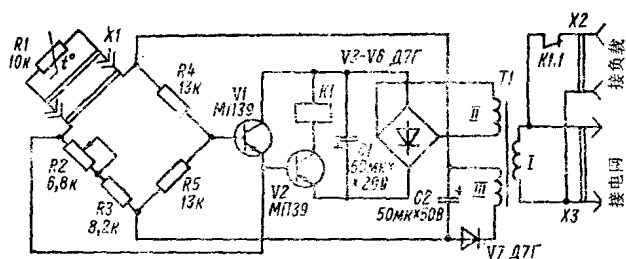 R1
10к
t°
X1
R4
13к
V1
МП39
V3-V6 Д7Г
T1
X2
K1.1
接负载
K1
II
C1
50мк×
×20В
I
R2
6,8к
R5
13к
V2
МП39
C2
50мк×50В
III
R3
8,2к
X3
接电网
V7 Д7Г